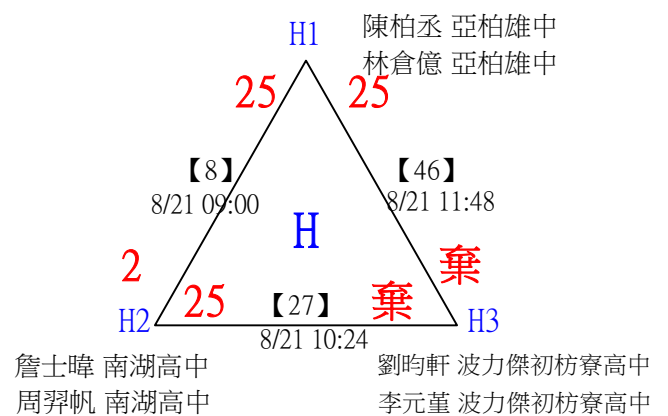 H1
陳柏丞 亞柏雄中
林倉億 亞柏雄中
25
25
【8】
8/21 09:00
【46】
8/21 11:48
H
2
棄
25
【27】
棄
H2
H3
8/21 10:24
詹士暐 南湖高中
劉昀軒 波力傑初枋寮高中
周羿帆 南湖高中
李元堇 波力傑初枋寮高中